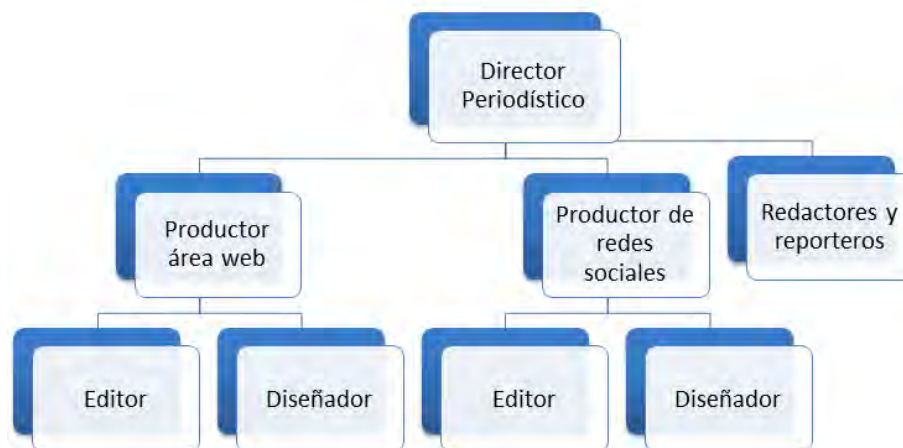 Director
Periodístico
Productor
área web
Productor de
redes
sociales
Redactores y
reporteros
Editor
Diseñador
Editor
Diseñador